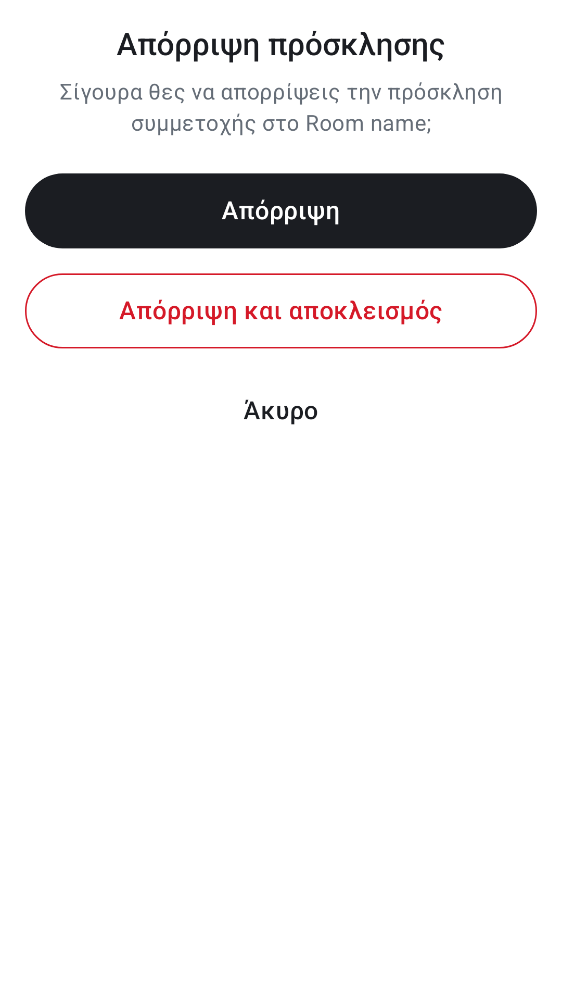 Απόρριψη πρόσκλησης
Σίγουρα θες να απορρίψεις την πρόσκληση
συμμετοχής στο Room name;
Απόρριψη
Απόρριψη και αποκλεισμός
Άκυρο